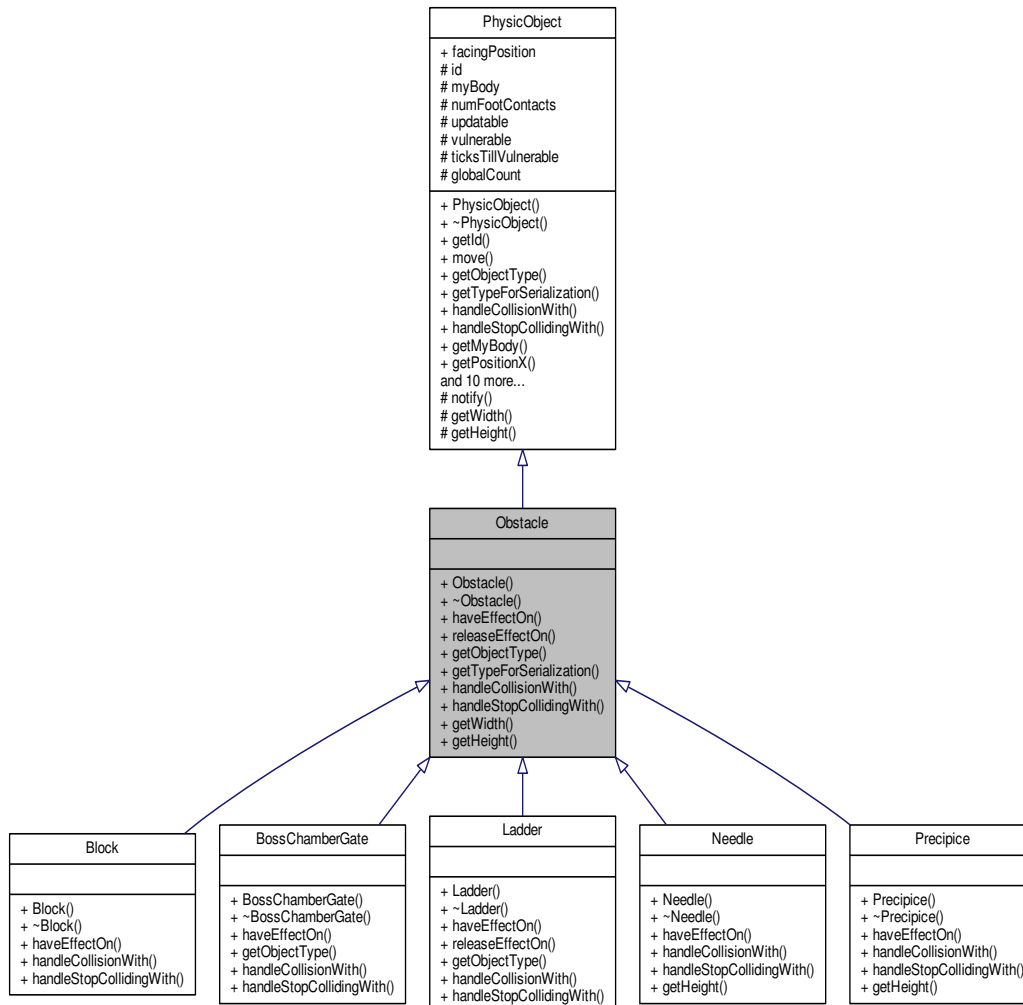 PhysicObject
+ facingPosition
# id
# myBody
# numFootContacts
# updatable
# vulnerable
# ticksTillVulnerable
# globalCount
+ PhysicObject()
+ ~PhysicObject()
+ getId()
+ move()
+ getObjectType()
+ getTypeForSerialization()
+ handleCollisionWith()
+ handleStopCollidingWith()
+ getMyBody()
+ getPositionX()
and 10 more...
# notify()
# getWidth()
# getHeight()
Obstacle
+ Obstacle()
+ ~Obstacle()
+ haveEffectOn()
+ releaseEffectOn()
+ getObjectType()
+ getTypeForSerialization()
+ handleCollisionWith()
+ handleStopCollidingWith()
+ getWidth()
+ getHeight()
Block
+ Block()
+ ~Block()
+ haveEffectOn()
+ handleCollisionWith()
+ handleStopCollidingWith()
BossChamberGate
+ BossChamberGate()
+ ~BossChamberGate()
+ haveEffectOn()
+ getObjectType()
+ handleCollisionWith()
+ handleStopCollidingWith()
Ladder
+ Ladder()
+ ~Ladder()
+ haveEffectOn()
+ releaseEffectOn()
+ getObjectType()
+ handleCollisionWith()
+ handleStopCollidingWith()
Needle
+ Needle()
+ ~Needle()
+ haveEffectOn()
+ handleCollisionWith()
+ handleStopCollidingWith()
+ getHeight()
Precipice
+ Precipice()
+ ~Precipice()
+ haveEffectOn()
+ handleCollisionWith()
+ handleStopCollidingWith()
+ getHeight()